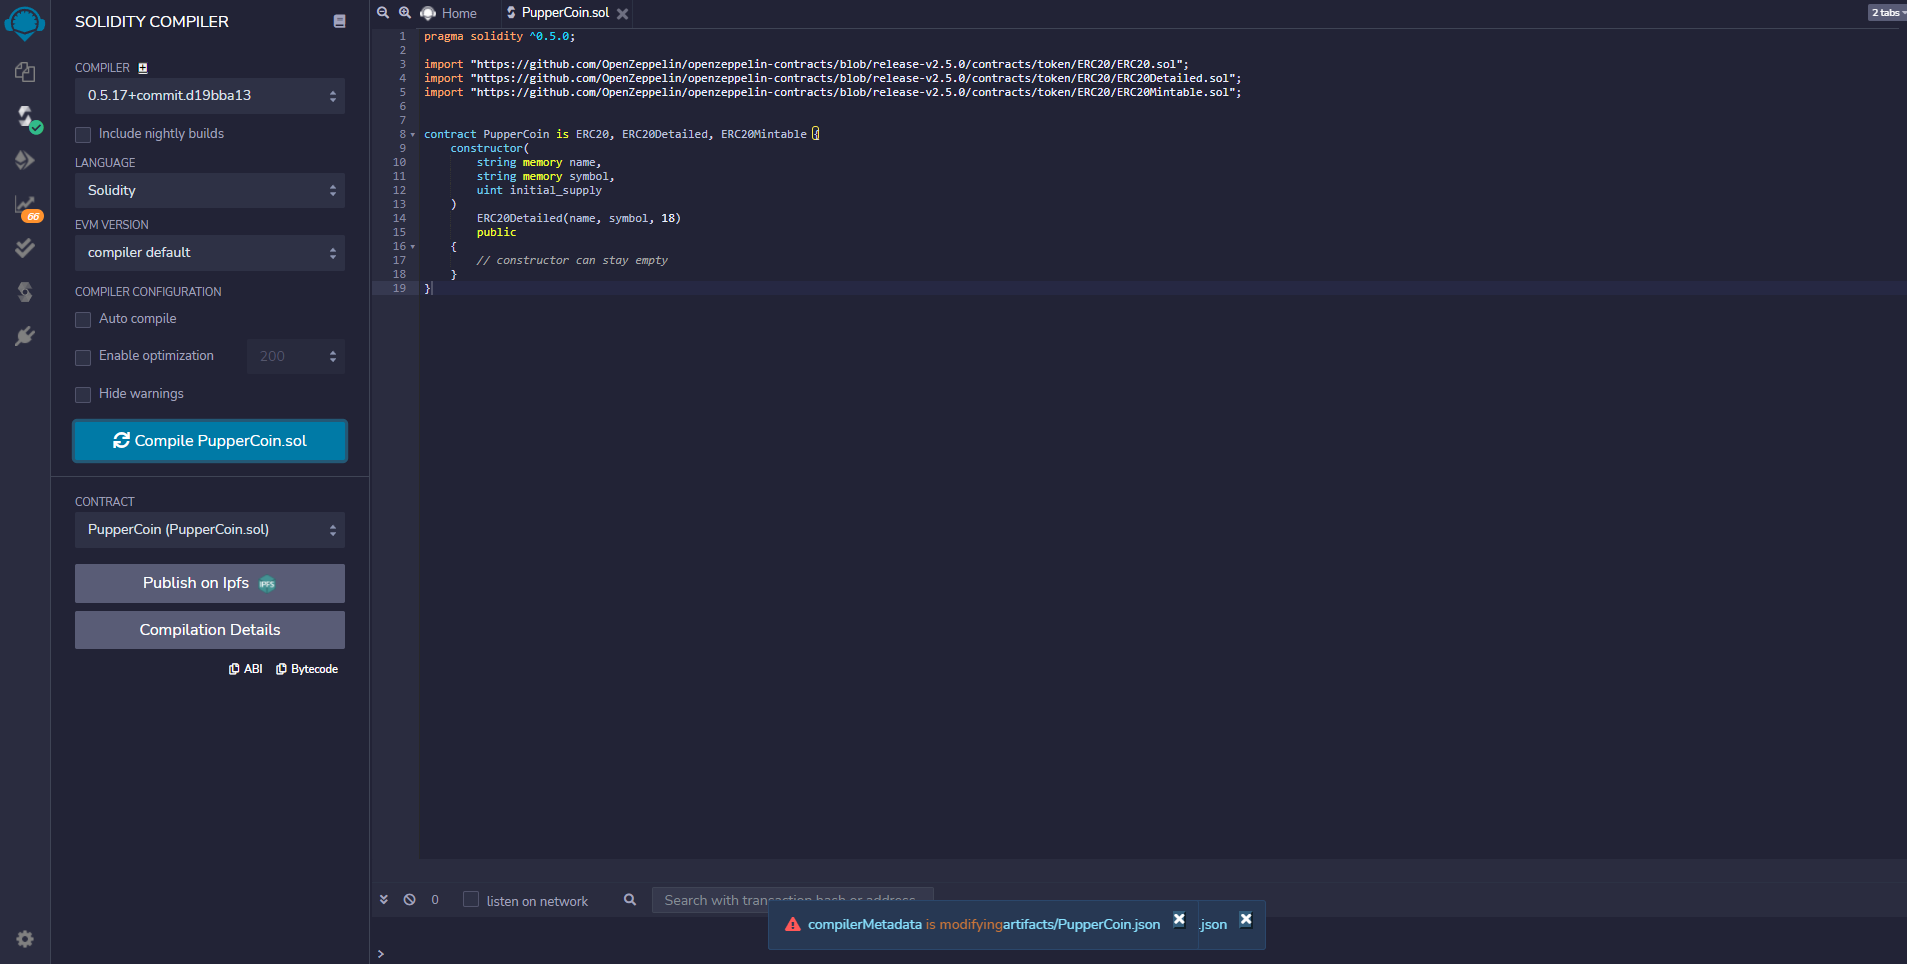 SOLIDITY COMPILER
COMPILER
0.5.17+commit.d19bba13
Include nightly builds
LANGUAGE
Solidity
EVM VERSION
compiler default
COMPILER CONFIGURATION
Auto compile
Enable optimization
200
Hide warnings
Compile PupperCoin.sol
CONTRACT
PupperCoin (PupperCoin.sol)
Publish on Ipfs IPFS
Compilation Details
ABI Bytecode
66
Home PupperCoin.sol 2 tabs
1 pragma solidity ^0.5.0;
2
3 import "https://github.com/OpenZeppelin/openzeppelin-contracts/blob/release-v2.5.0/contracts/token/ERC20/ERC20.sol";
4 import "https://github.com/OpenZeppelin/openzeppelin-contracts/blob/release-v2.5.0/contracts/token/ERC20/ERC20Detailed.sol";
5 import "https://github.com/OpenZeppelin/openzeppelin-contracts/blob/release-v2.5.0/contracts/token/ERC20/ERC20Mintable.sol";
6
7
8 contract PupperCoin is ERC20, ERC20Detailed, ERC20Mintable {
9 constructor(
10 string memory name,
11 string memory symbol,
12 uint initial_supply
13 )
14 ERC20Detailed(name, symbol, 18)
15 public
16 {
17 // constructor can stay empty
18 }
19 }
0 listen on network Search with transaction hash or address
compilerMetadata is modifyingartifacts/PupperCoin.json .json
>